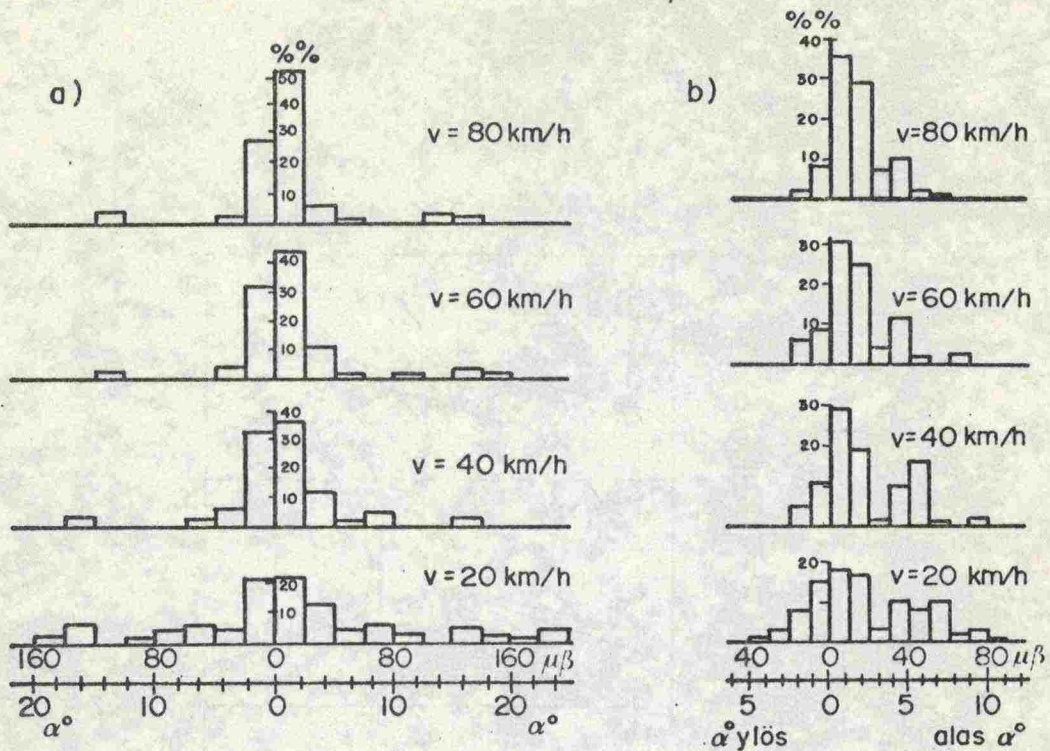 a)
%%
50
40
30
20
10
v = 80 km/h
40
30
20
10
v = 60 km/h
40
30
20
10
v = 40 km/h
20
10
v = 20 km/h
160 80 0 80 160 μβ
20 10 0 10 20
α° α°
b)
%%
40
30
20
10
v=80 km/h
30
20
10
v=60 km/h
30
20
10
v=40 km/h
20
v=20 km/h
40 0 40 80 μβ
5 0 5 10
α° ylös alas α°